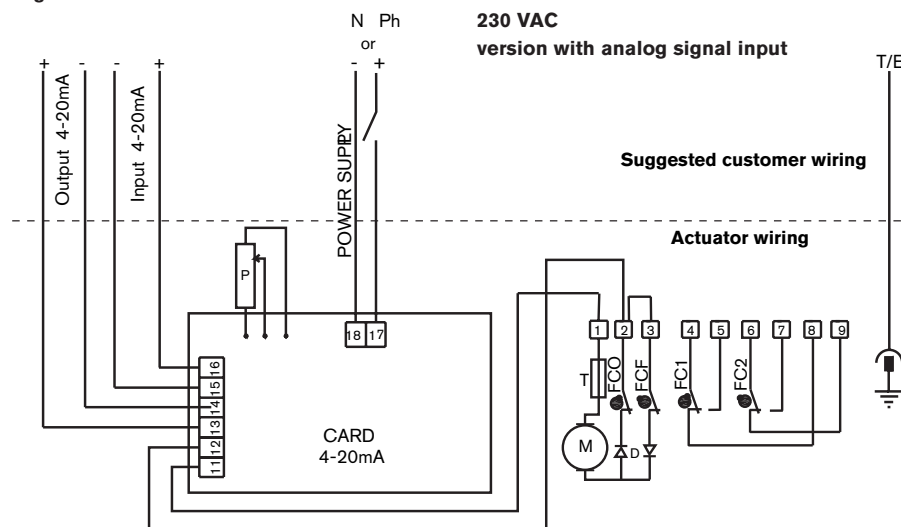 N Ph
or
- +
230 VAC
version with analog signal input
+ - - +
T/E
Output 4-20mA
Input 4-20mA
POWER SUPPLY
Suggested customer wiring
Actuator wiring
P
18 17
1 2 3 4 5 6 7 8 9
16
15
14
13
12
11
T
FCO
FCF
FC1
FC2
CARD
4-20mA
M
D